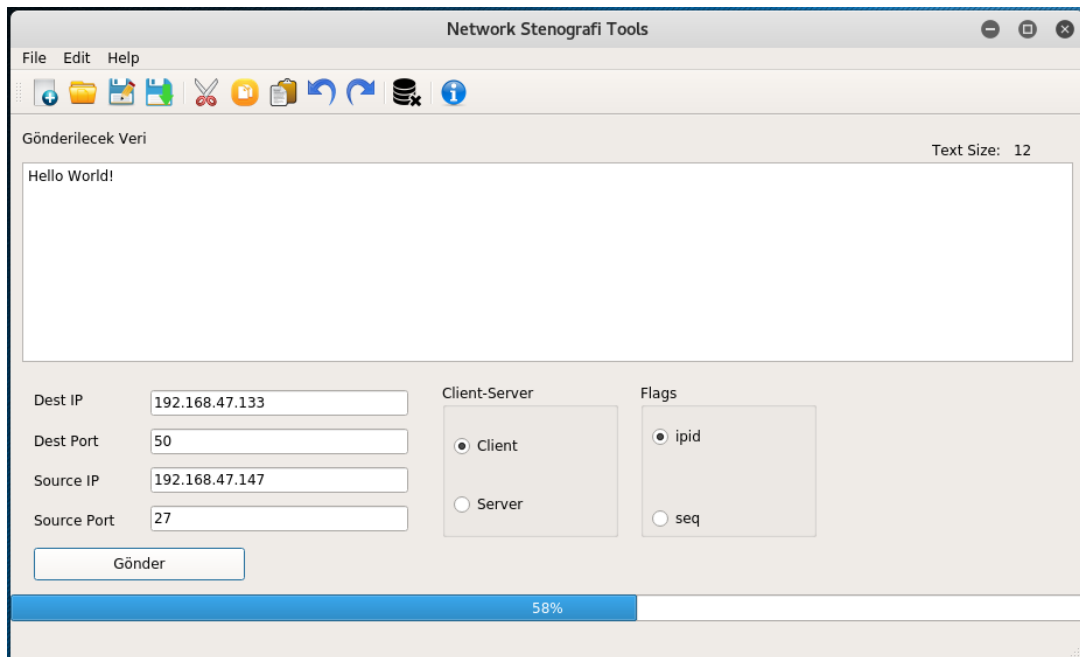 Network Stenografi Tools
File Edit Help
Gönderilecek Veri
Text Size: 12
Hello World!
Dest IP 192.168.47.133
Dest Port 50
Source IP 192.168.47.147
Source Port 27
Client-Server
Client
Server
Flags
ipid
seq
Gönder
58%